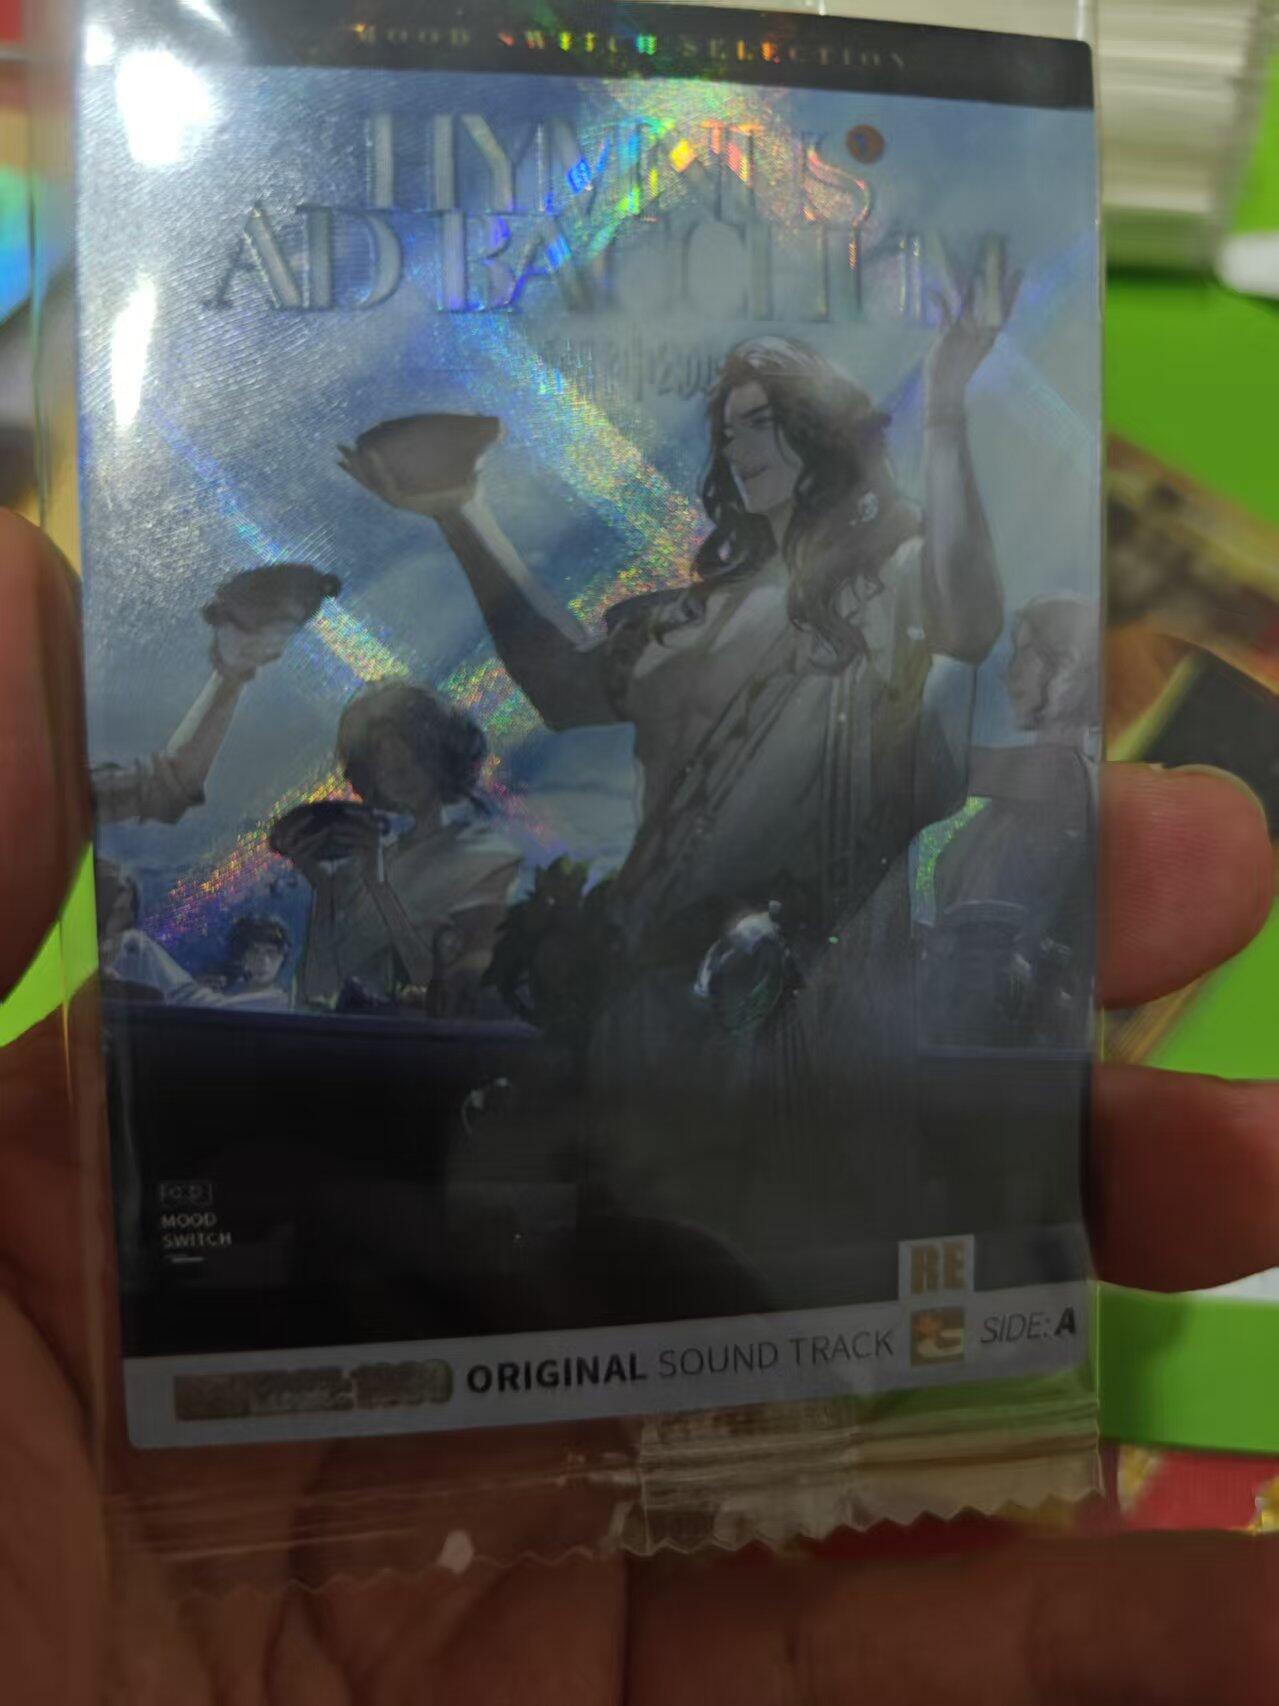 MOOD SWITCH SELECTION
HYMNUS
AD BACCHUM
MOOD
SWITCH
RE
ORIGINAL SOUND TRACK
SIDE: A